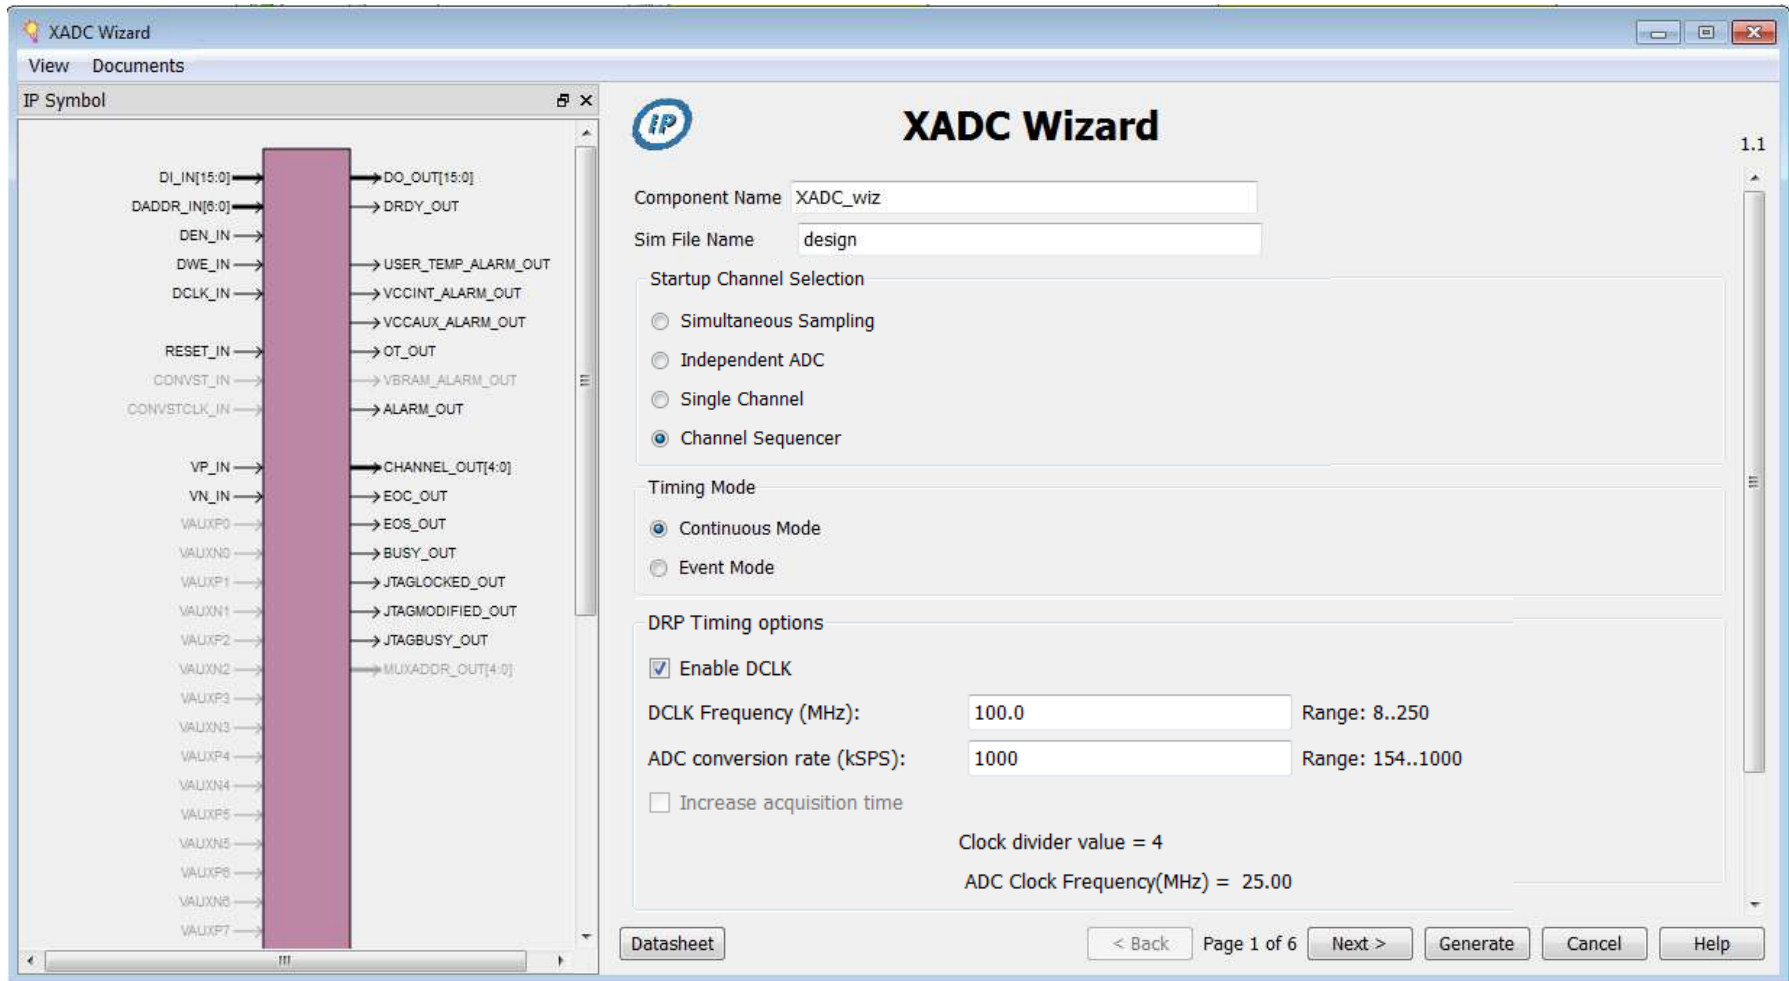 XADC Wizard
View Documents
IP Symbol
DI_IN[15:0]
DADDR_IN[6:0]
DEN_IN
DWE_IN
DCLK_IN
RESET_IN
CONVST_IN
CONVSTCLK_IN
VP_IN
VN_IN
VAUXP0
VAUXN0
VAUXP1
VAUXN1
VAUXP2
VAUXN2
VAUXP3
VAUXN3
VAUXP4
VAUXN4
VAUXP5
VAUXN5
VAUXP6
VAUXN6
VAUXP7
DO_OUT[15:0]
DRDY_OUT
USER_TEMP_ALARM_OUT
VCCINT_ALARM_OUT
VCCAUX_ALARM_OUT
OT_OUT
VBRAM_ALARM_OUT
ALARM_OUT
CHANNEL_OUT[4:0]
EOC_OUT
EOS_OUT
BUSY_OUT
JTAGLOCKED_OUT
JTAGMODIFIED_OUT
JTAGBUSY_OUT
MUXADDR_OUT[4:0]
IP
XADC Wizard
1.1
Component Name XADC_wiz
Sim File Name design
Startup Channel Selection
Simultaneous Sampling
Independent ADC
Single Channel
Channel Sequencer
Timing Mode
Continuous Mode
Event Mode
DRP Timing options
Enable DCLK
DCLK Frequency (MHz): 100.0 Range: 8..250
ADC conversion rate (kSPS): 1000 Range: 154..1000
Increase acquisition time
Clock divider value = 4
ADC Clock Frequency(MHz) = 25.00
Datasheet < Back Page 1 of 6 Next > Generate Cancel Help